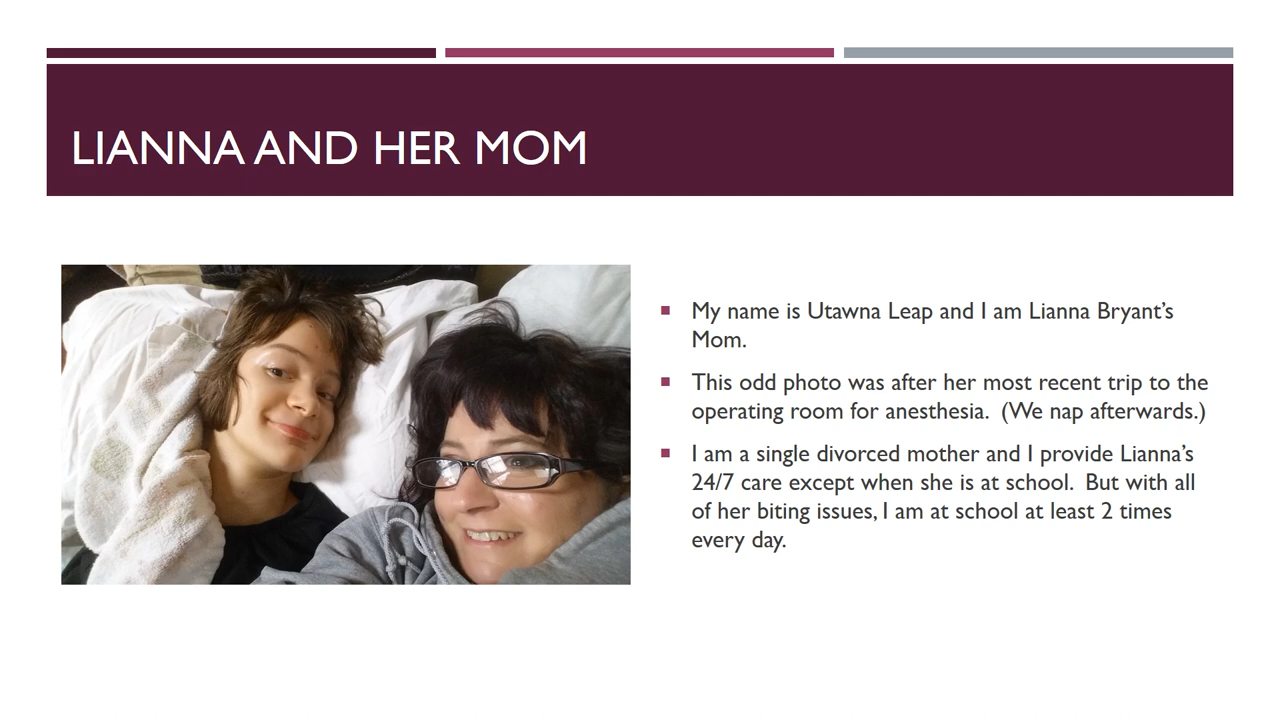 LIANNA AND HER MOM
My name is Utawna Leap and I am Lianna Bryant’s
Mom.
This odd photo was after her most recent trip to the
operating room for anesthesia.  (We nap afterwards.)
I am a single divorced mother and I provide Lianna’s
24/7 care except when she is at school.  But with all
of her biting issues, I am at school at least 2 times
every day.